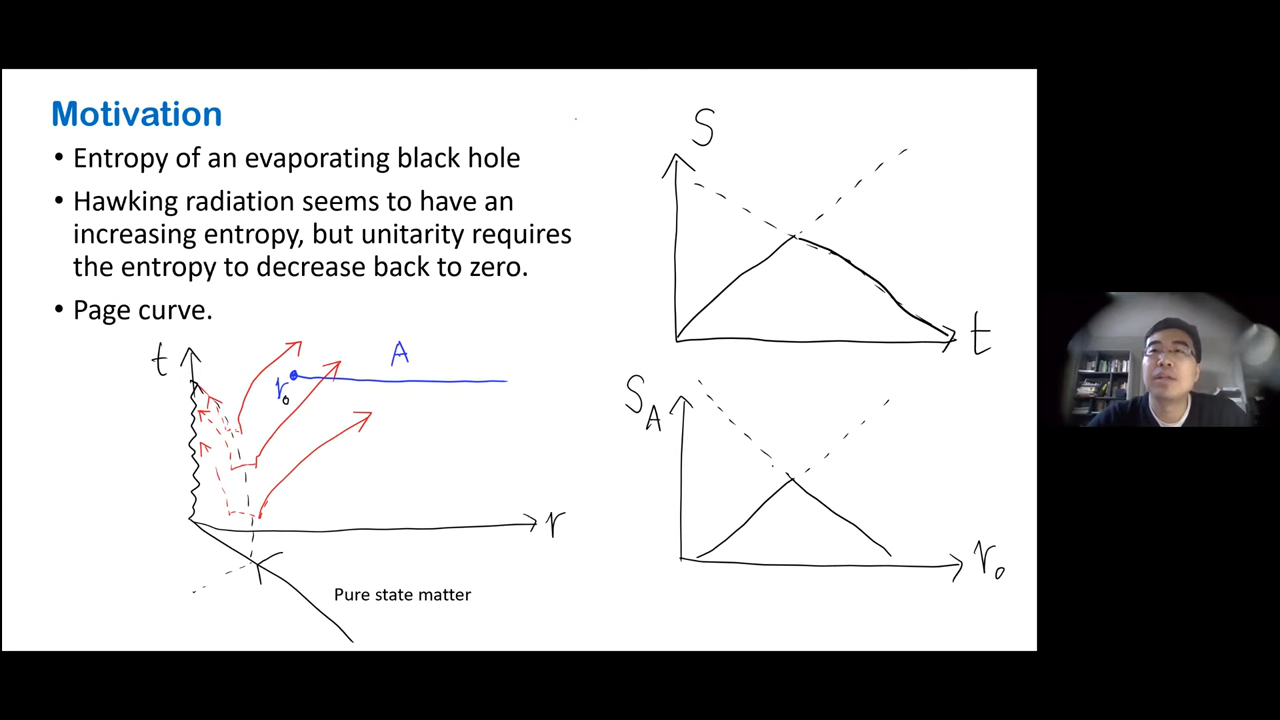 Motivation
• Entropy of an evaporating black hole
• Hawking radiation seems to have an
increasing entropy, but unitarity requires
the entropy to decrease back to zero.
• Page curve.
t
A
r₀
r
Pure state matter
S
t
S_A
r₀